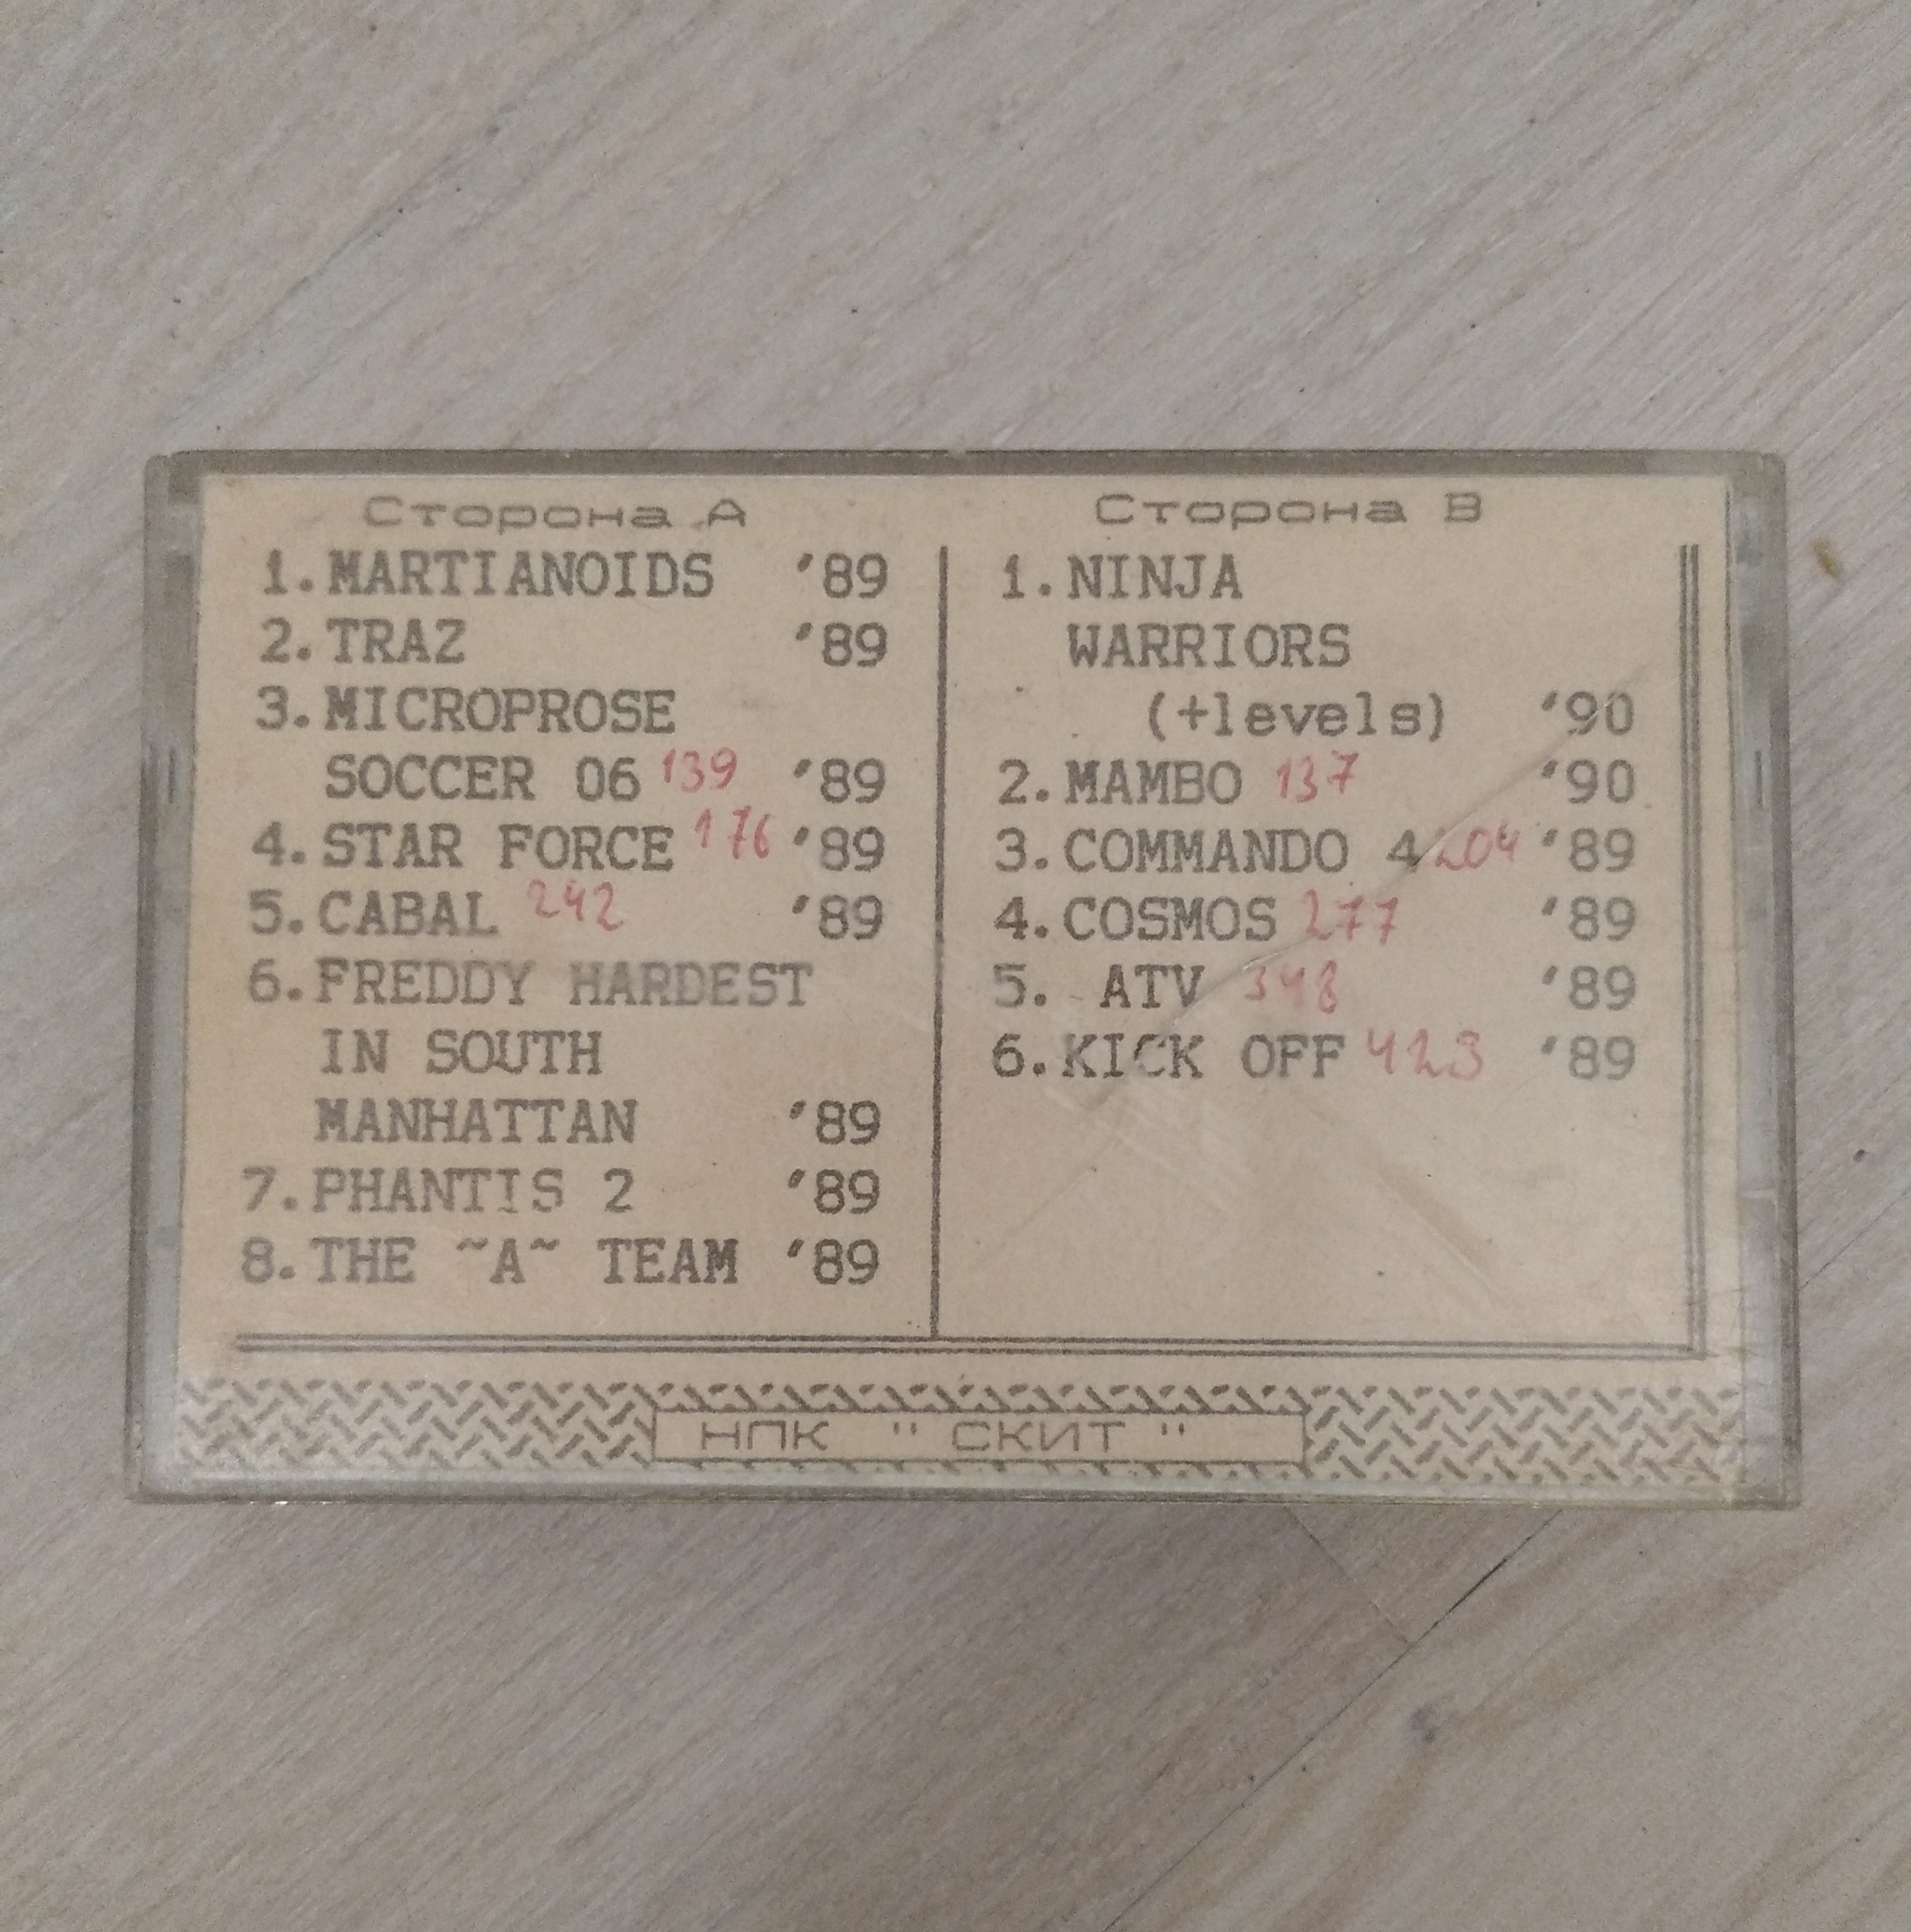 Сторона A
1.MARTIANOIDS '89
2.TRAZ '89
3.MICROPROSE
SOCCER 06 139 '89
4.STAR FORCE 176 '89
5.CABAL 242 '89
6.FREDDY HARDEST
IN SOUTH
MANHATTAN '89
7.PHANTIS 2 '89
8.THE ~A~ TEAM '89
Сторона B
1.NINJA
WARRIORS
(+levels) '90
2.MAMBO 137 '90
3.COMMANDO 4 204 '89
4.COSMOS 277 '89
5. ATV 348 '89
6.KICK OFF 423 '89
НПК " СКИТ "